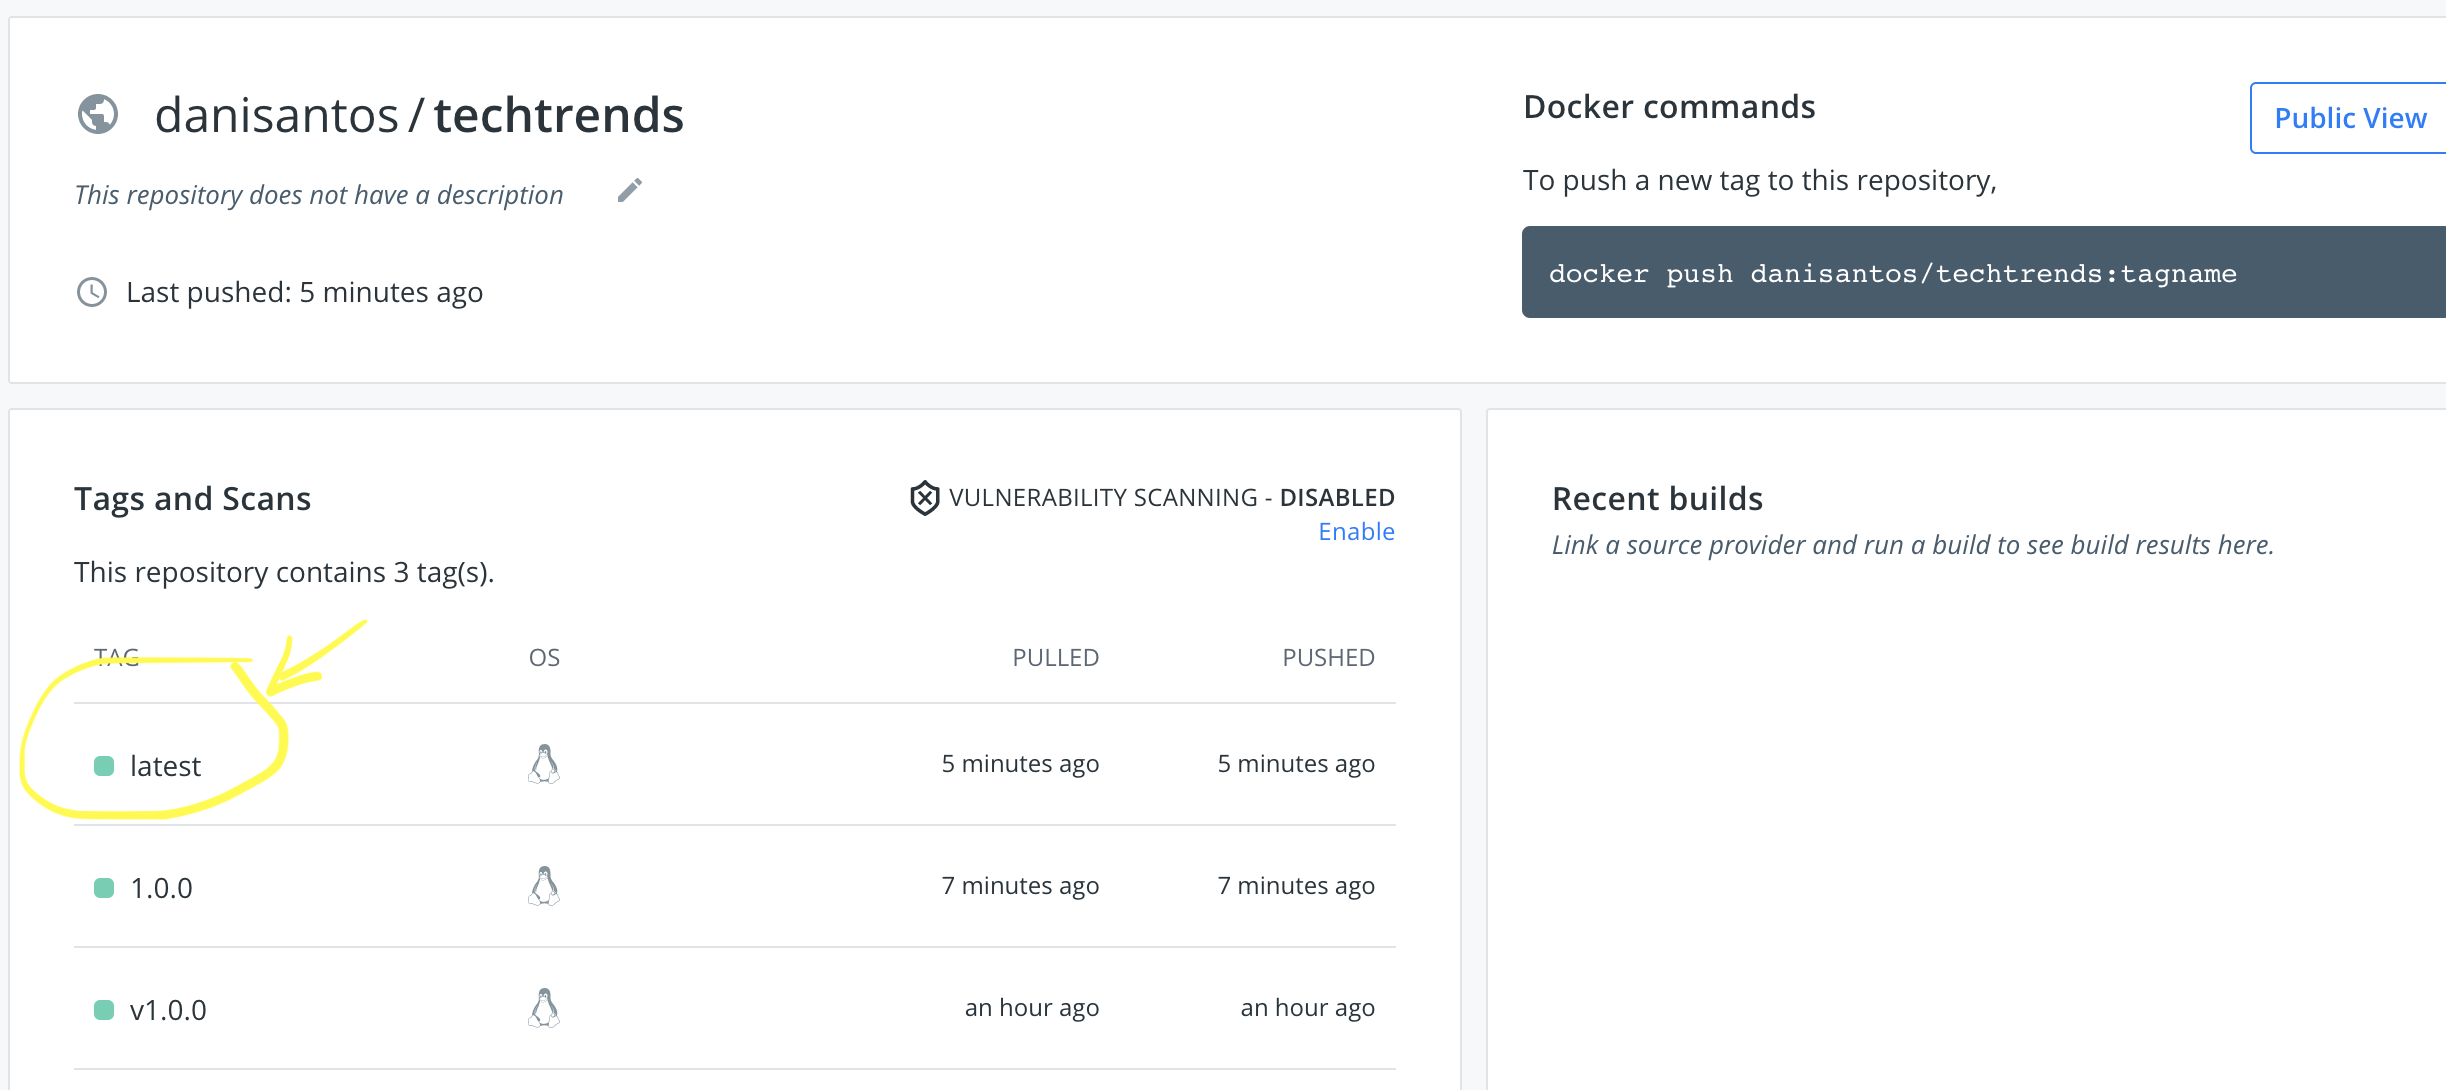 danisantos / techtrends
This repository does not have a description
Last pushed: 5 minutes ago
Docker commands
Public View
To push a new tag to this repository,
docker push danisantos/techtrends:tagname
Tags and Scans
VULNERABILITY SCANNING - DISABLED
Enable
This repository contains 3 tag(s).
TAG OS PULLED PUSHED
latest 5 minutes ago 5 minutes ago
1.0.0 7 minutes ago 7 minutes ago
v1.0.0 an hour ago an hour ago
Recent builds
Link a source provider and run a build to see build results here.